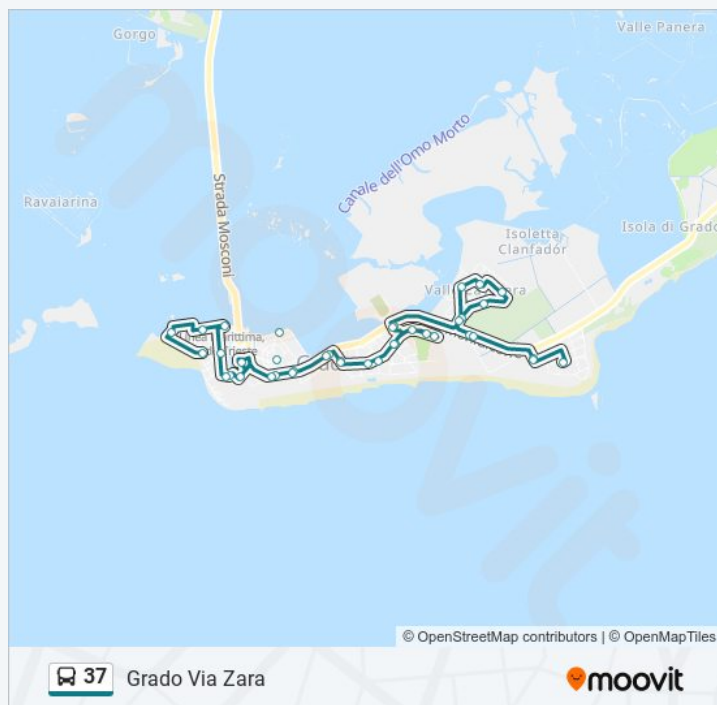 Gorgo
Valle Panera
Canale dell'Omo Morto
Strada Mosconi
Ravaiarina
Isola di Grado
Isoletta
Clanfador
moovit
© OpenStreetMap contributors | © OpenMapTiles
37 Grado Via Zara
moovit